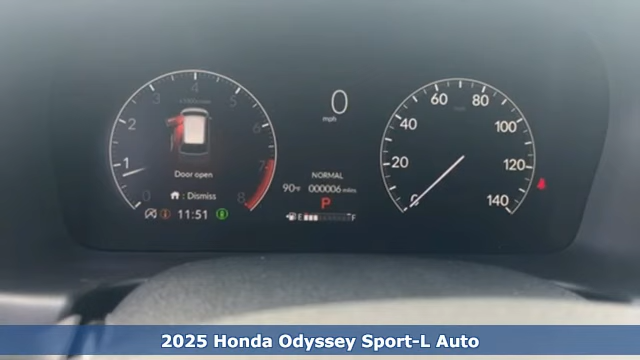 4
3
5
2
6
1
7
0
8
Door open
: Dismiss
11:51
0
mph
NORMAL
90°F 000006 miles
P
E F
60
80
40
100
20
120
0
140
2025 Honda Odyssey Sport-L Auto